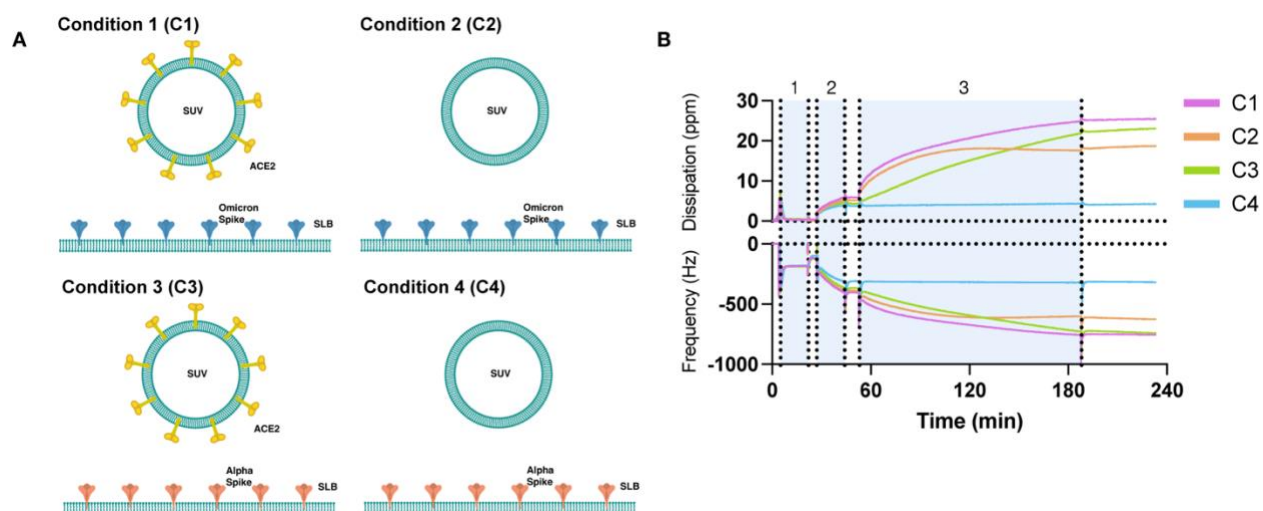 A
Condition 1 (C1)
SUV
ACE2
Omicron
Spike
SLB
Condition 2 (C2)
SUV
Omicron
Spike
SLB
Condition 3 (C3)
SUV
ACE2
Alpha
Spike
SLB
Condition 4 (C4)
SUV
Alpha
Spike
SLB
B
1 2 3
Dissipation (ppm)
30
20
10
0
Frequency (Hz)
0
-500
-1000
0 60 120 180 240
Time (min)
C1
C2
C3
C4